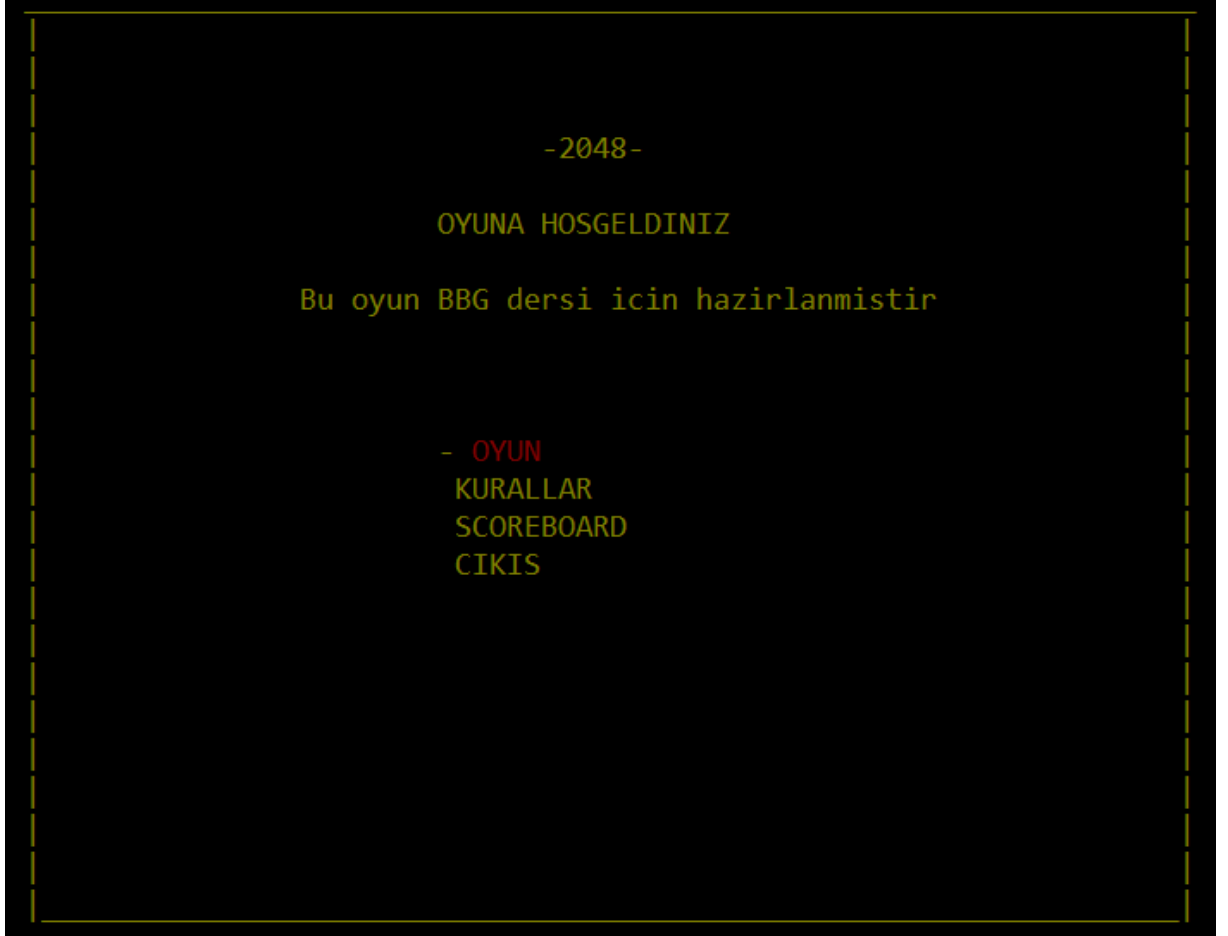 -2048-
OYUNA HOSGELDINIZ
Bu oyun BBG dersi icin hazirlanmistir
- OYUN
KURALLAR
SCOREBOARD
CIKIS